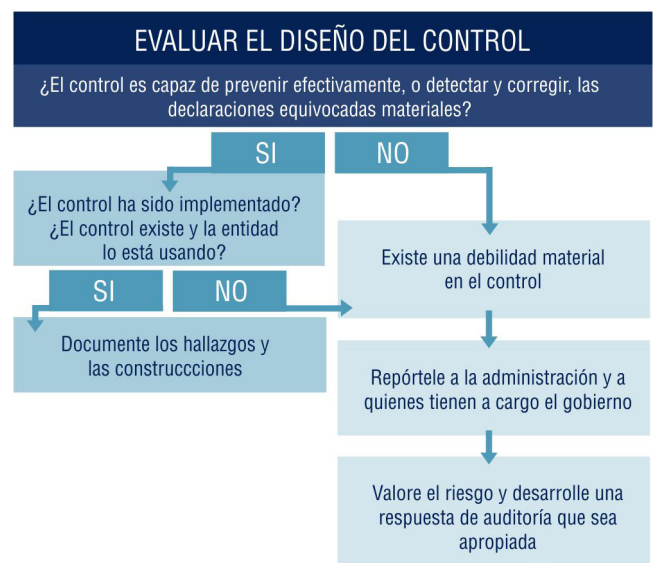 EVALUAR EL DISEÑO DEL CONTROL
¿El control es capaz de prevenir efectivamente, o detectar y corregir, las
declaraciones equivocadas materiales?
SI
NO
¿El control ha sido implementado?
¿El control existe y la entidad
lo está usando?
Existe una debilidad material
en el control
SI
NO
Documente los hallazgos y
las construccciones
Repórtele a la administración y a
quienes tienen a cargo el gobierno
Valore el riesgo y desarrolle una
respuesta de auditoría que sea
apropiada